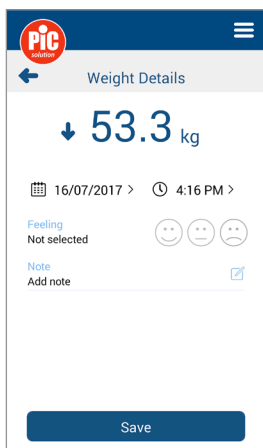 PiC
solution
Weight Details
53.3 kg
16/07/2017 > 4:16 PM >
Feeling
Not selected
Note
Add note
Save